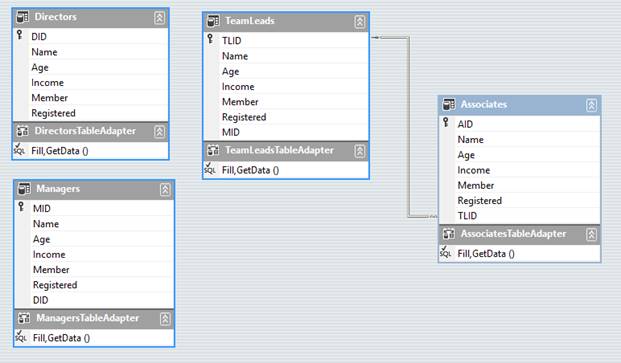 Directors
DID
Name
Age
Income
Member
Registered
DirectorsTableAdapter
SQL Fill,GetData ()
Managers
MID
Name
Age
Income
Member
Registered
DID
ManagersTableAdapter
SQL Fill,GetData ()
TeamLeads
TLID
Name
Age
Income
Member
Registered
MID
TeamLeadsTableAdapter
SQL Fill,GetData ()
Associates
AID
Name
Age
Income
Member
Registered
TLID
AssociatesTableAdapter
SQL Fill,GetData ()